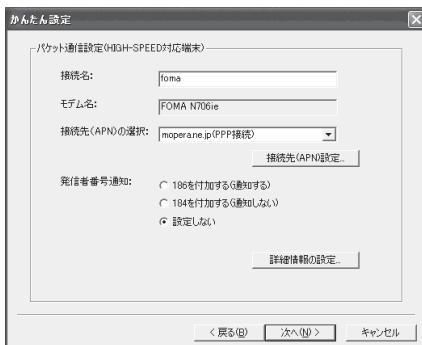 かんたん設定
パケット通信設定(HIGH-SPEED対応端末)
接続名: foma
モデム名: FOMA N706ie
接続先(APN)の選択: mopera.ne.jp(PPP接続)
接続先(APN)設定...
発信者番号通知: 186を付加する(通知する)
184を付加する(通知しない)
設定しない
詳細情報の設定...
< 戻る(B) 次へ(N) > キャンセル